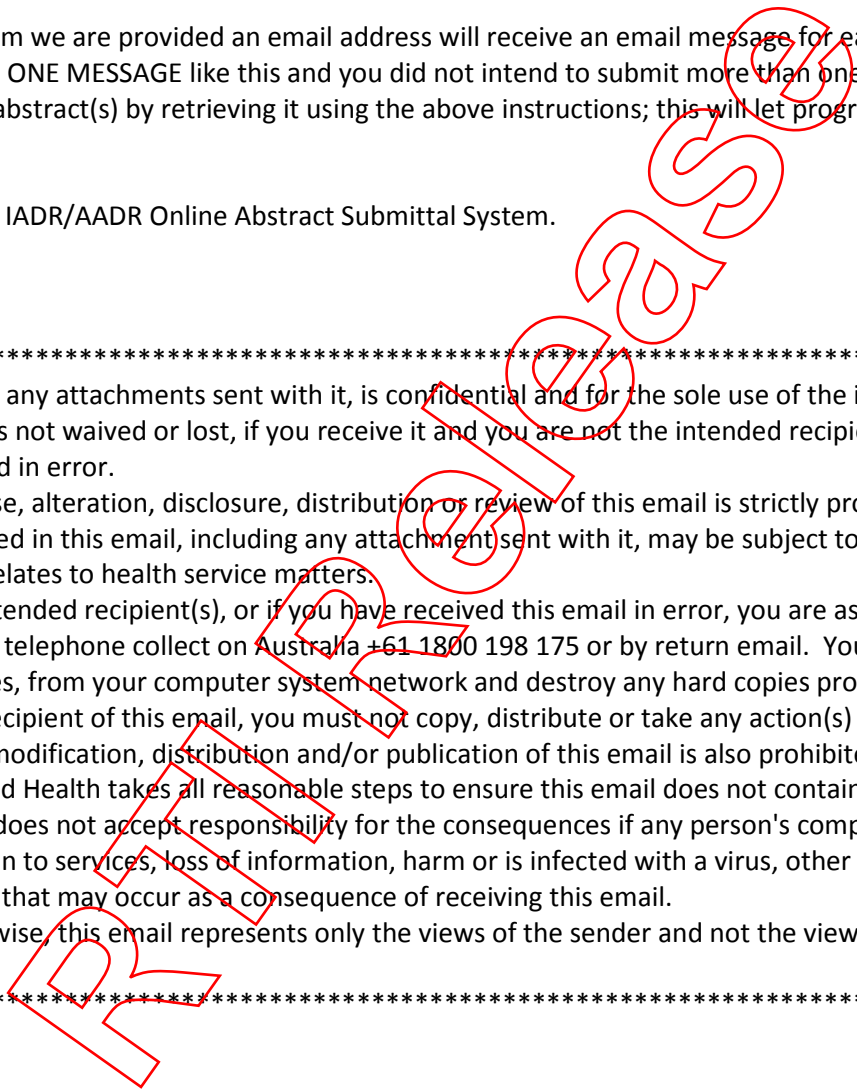 m we are provided an email address will receive an email message for ea
ONE MESSAGE like this and you did not intend to submit more than one
abstract(s) by retrieving it using the above instructions; this will let progr
IADR/AADR Online Abstract Submittal System.
************************************************************
any attachments sent with it, is confidential and for the sole use of the i
s not waived or lost, if you receive it and you are not the intended recipie
d in error.
se, alteration, disclosure, distribution or review of this email is strictly pro
ed in this email, including any attachment sent with it, may be subject to
elates to health service matters.
tended recipient(s), or if you have received this email in error, you are as
telephone collect on Australia +61 1800 198 175 or by return email. You
es, from your computer system network and destroy any hard copies pro
ecipient of this email, you must not copy, distribute or take any action(s)
modification, distribution and/or publication of this email is also prohibite
d Health takes all reasonable steps to ensure this email does not contain
does not accept responsibility for the consequences if any person's comp
n to services, loss of information, harm or is infected with a virus, other
that may occur as a consequence of receiving this email.
wise, this email represents only the views of the sender and not the view
************************************************************
RTI Release